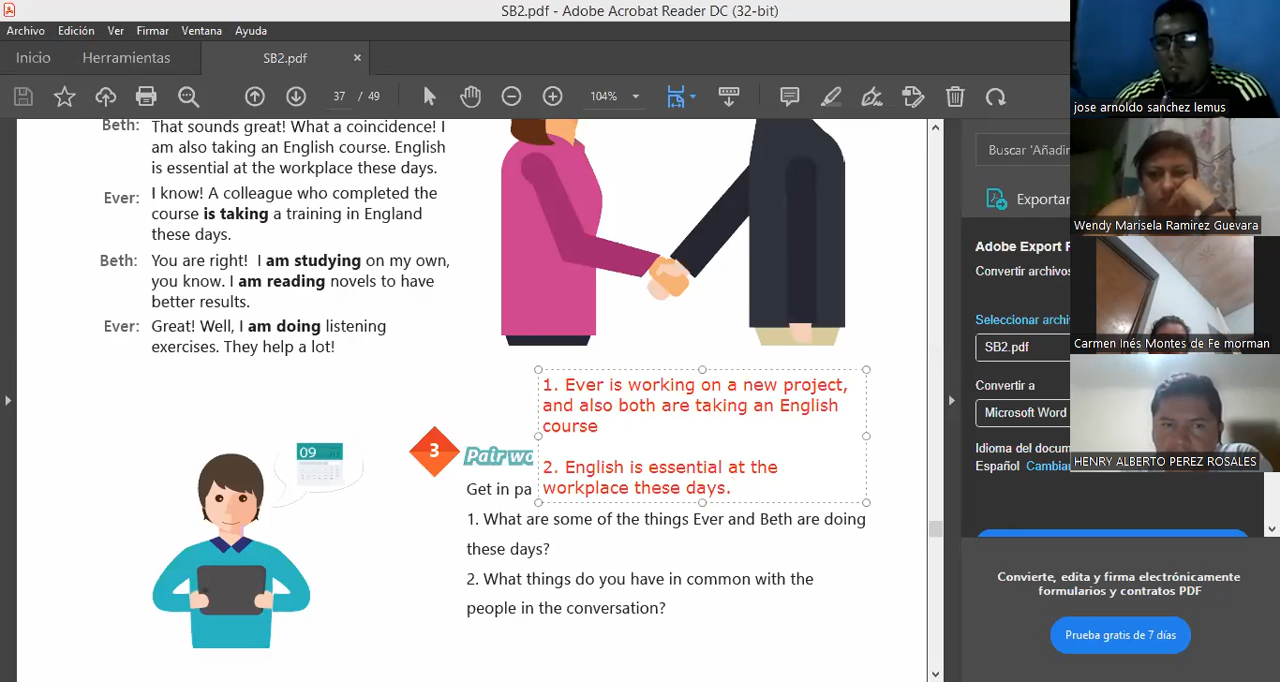 SB2.pdf - Adobe Acrobat Reader DC (32-bit)
Archivo Edición Ver Firmar Ventana Ayuda
Inicio Herramientas SB2.pdf ×
37 / 49 104%
Beth: That sounds great! What a coincidence! I
am also taking an English course. English
is essential at the workplace these days.
Ever: I know! A colleague who completed the
course is taking a training in England
these days.
Beth: You are right! I am studying on my own,
you know. I am reading novels to have
better results.
Ever: Great! Well, I am doing listening
exercises. They help a lot!
09
1. Ever is working on a new project,
and also both are taking an English
course
2. English is essential at the
workplace these days.
3
Pair wo
Get in pa
1. What are some of the things Ever and Beth are doing
these days?
2. What things do you have in common with the
people in the conversation?
Buscar 'Añadir
Exportar
Adobe Export P
Convertir archivos
Seleccionar archi
SB2.pdf
Convertir a
Microsoft Word
Idioma del docum
Español Cambiar
Convierte, edita y firma electrónicamente
formularios y contratos PDF
Prueba gratis de 7 días
jose arnoldo sanchez lemus
Wendy Marisela Ramirez Guevara
Carmen Inés Montes de Fe morman
HENRY ALBERTO PEREZ ROSALES